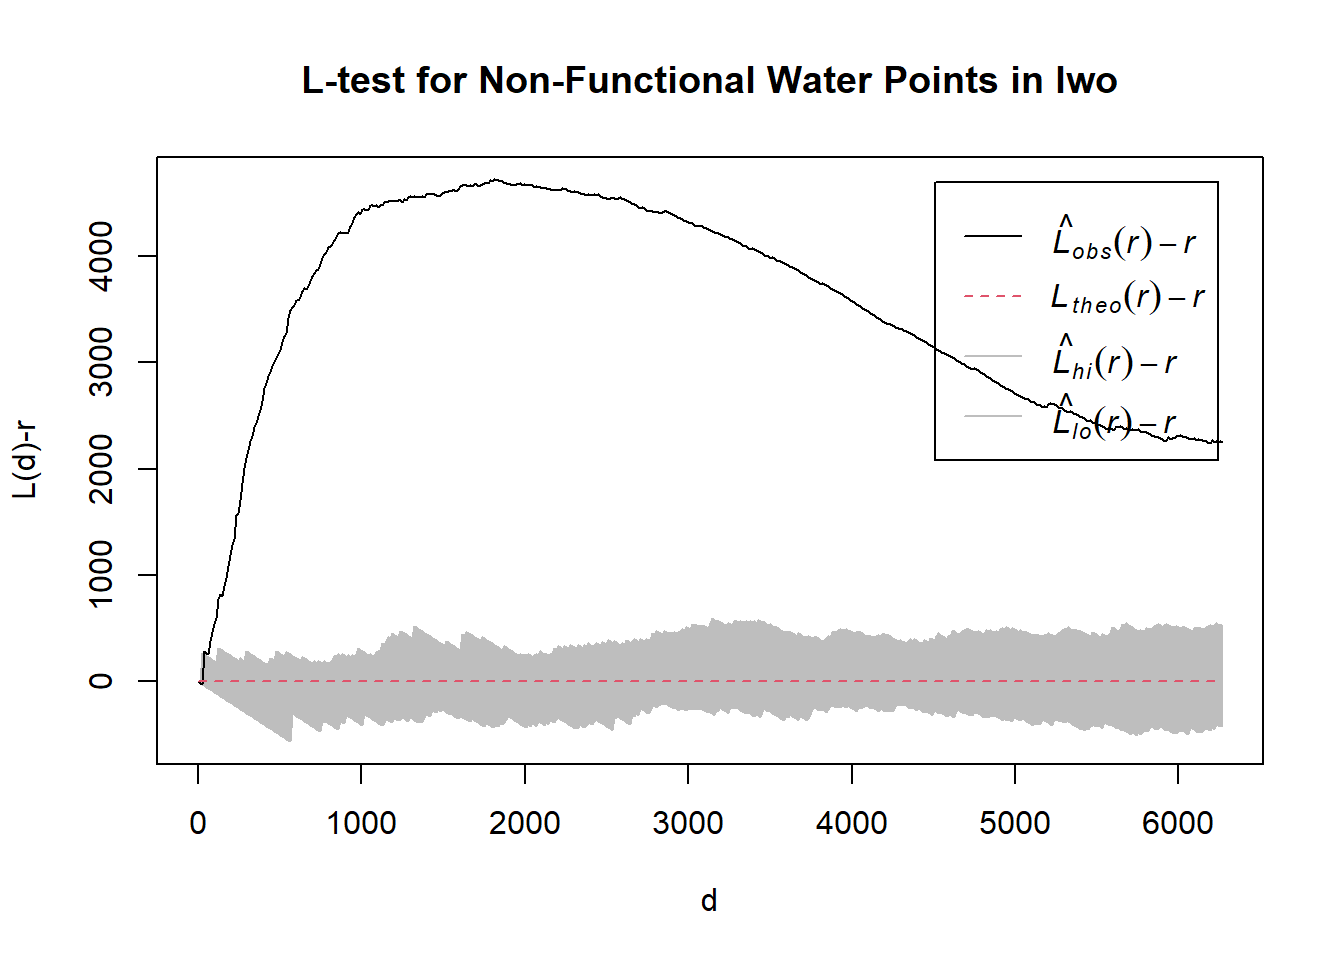 L-test for Non-Functional Water Points in Iwo
L(d)-r
4000
3000
2000
1000
0
L̂obs(r) − r
Ltheo(r) − r
L̂hi(r) − r
L̂lo(r) − r
0 1000 2000 3000 4000 5000 6000
d